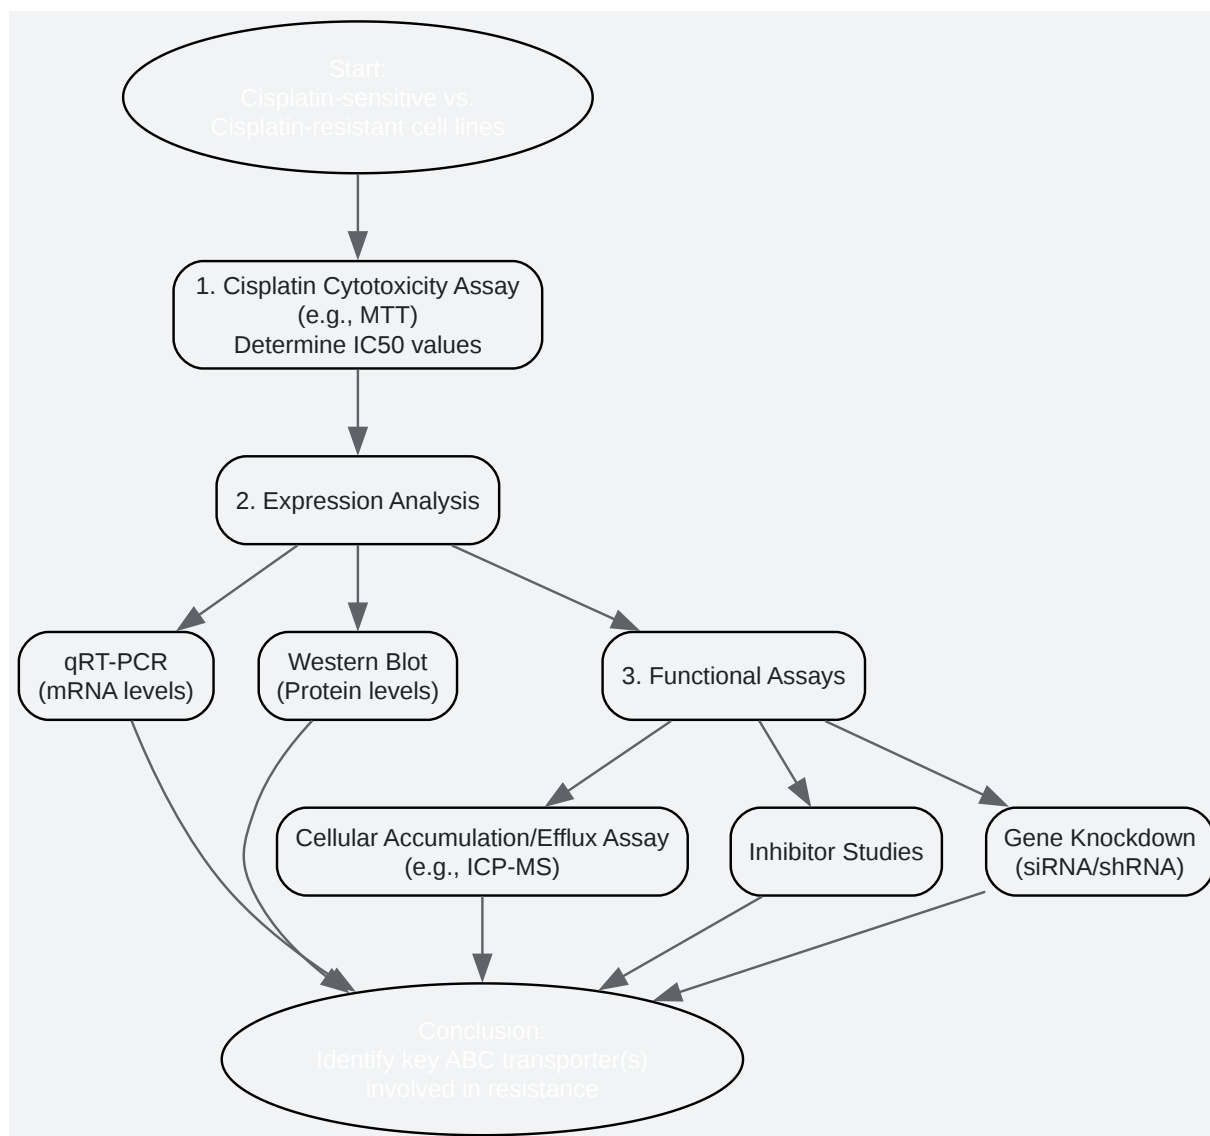 Start:
Cisplatin-sensitive vs.
Cisplatin-resistant cell lines
1. Cisplatin Cytotoxicity Assay
(e.g., MTT)
Determine IC50 values
2. Expression Analysis
qRT-PCR
(mRNA levels)
Western Blot
(Protein levels)
3. Functional Assays
Cellular Accumulation/Efflux Assay
(e.g., ICP-MS)
Inhibitor Studies
Gene Knockdown
(siRNA/shRNA)
Conclusion:
Identify key ABC transporter(s)
involved in resistance